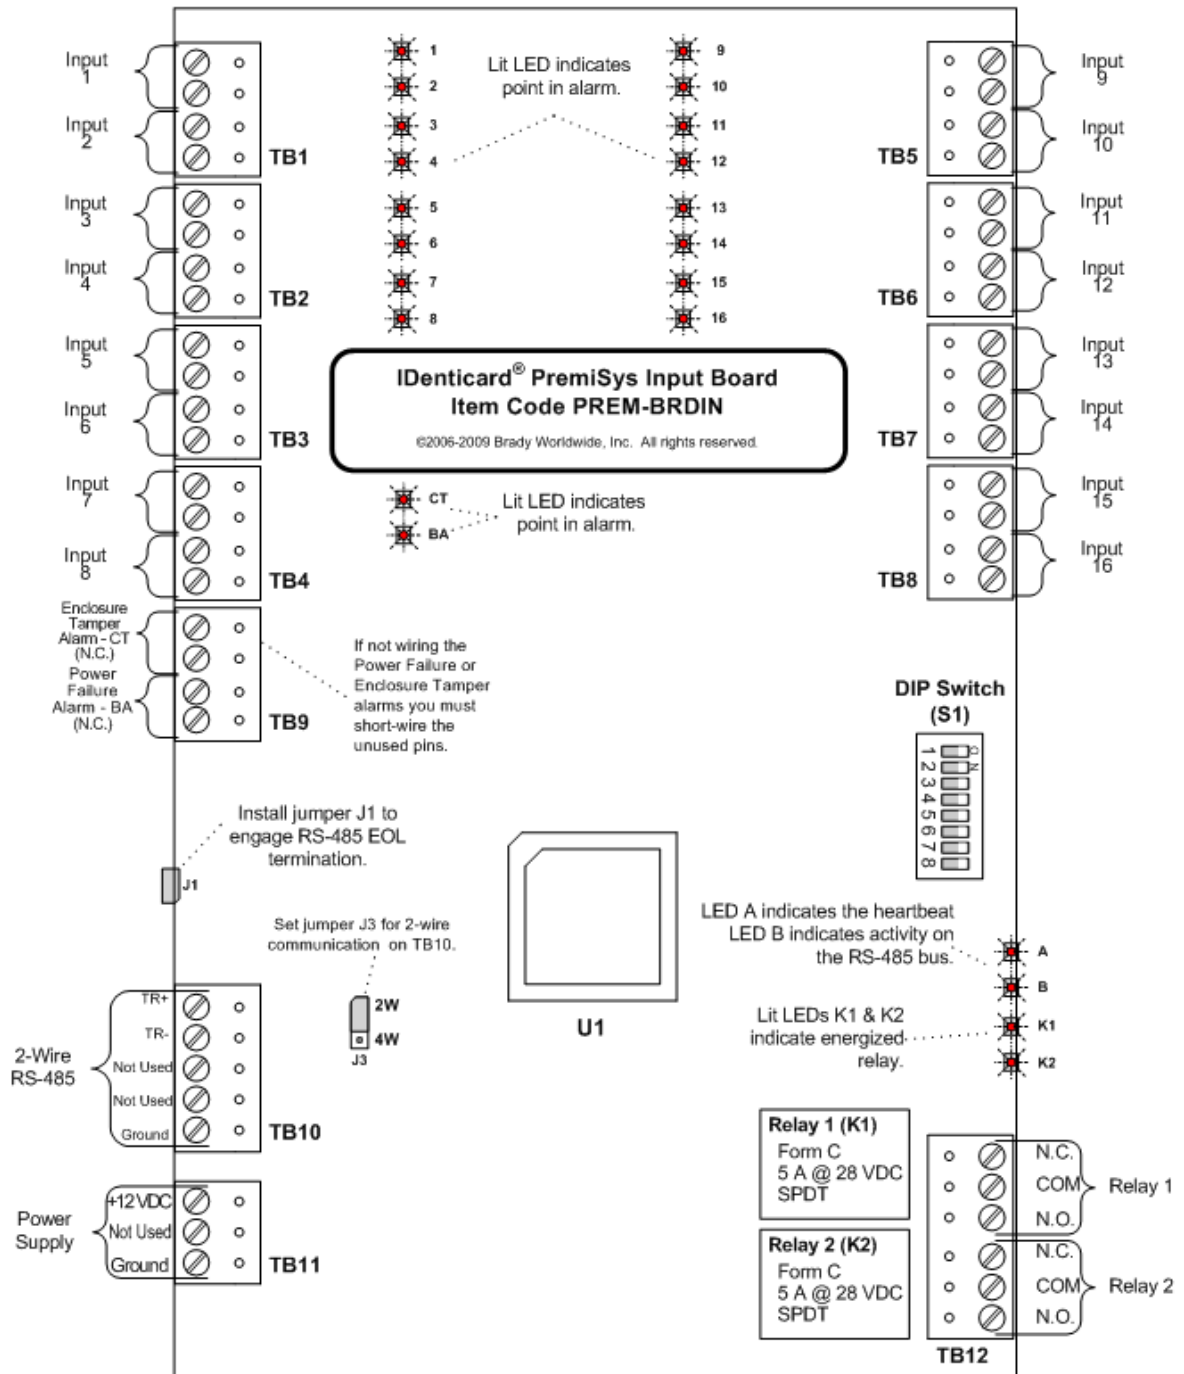 Input
1
Input
2
TB1
Input
3
Input
4
TB2
Input
5
Input
6
TB3
Input
7
Input
8
TB4
Enclosure
Tamper
Alarm - CT
(N.C.)
Power
Failure
Alarm - BA
(N.C.)
TB9
1
2
3
4
5
6
7
8
Lit LED indicates
point in alarm.
9
10
11
12
13
14
15
16
Input
9
Input
10
TB5
Input
11
Input
12
TB6
Input
13
Input
14
TB7
Input
15
Input
16
TB8
IDenticard® PremiSys Input Board
Item Code PREM-BRDIN
©2006-2009 Brady Worldwide, Inc. All rights reserved.
CT
BA
Lit LED indicates
point in alarm.
If not wiring the
Power Failure or
Enclosure Tamper
alarms you must
short-wire the
unused pins.
DIP Switch
(S1)
1
2
3
4
5
6
7
8
O
N
Install jumper J1 to
engage RS-485 EOL
termination.
J1
Set jumper J3 for 2-wire
communication on TB10.
2W
4W
J3
U1
LED A indicates the heartbeat
LED B indicates activity on
the RS-485 bus.
A
B
Lit LEDs K1 & K2
indicate energized
relay.
K1
K2
2-Wire
RS-485
TR+
TR-
Not Used
Not Used
Ground
TB10
Power
Supply
+12VDC
Not Used
Ground
TB11
Relay 1 (K1)
Form C
5 A @ 28 VDC
SPDT
Relay 2 (K2)
Form C
5 A @ 28 VDC
SPDT
N.C.
COM
N.O.
Relay 1
N.C.
COM
N.O.
Relay 2
TB12